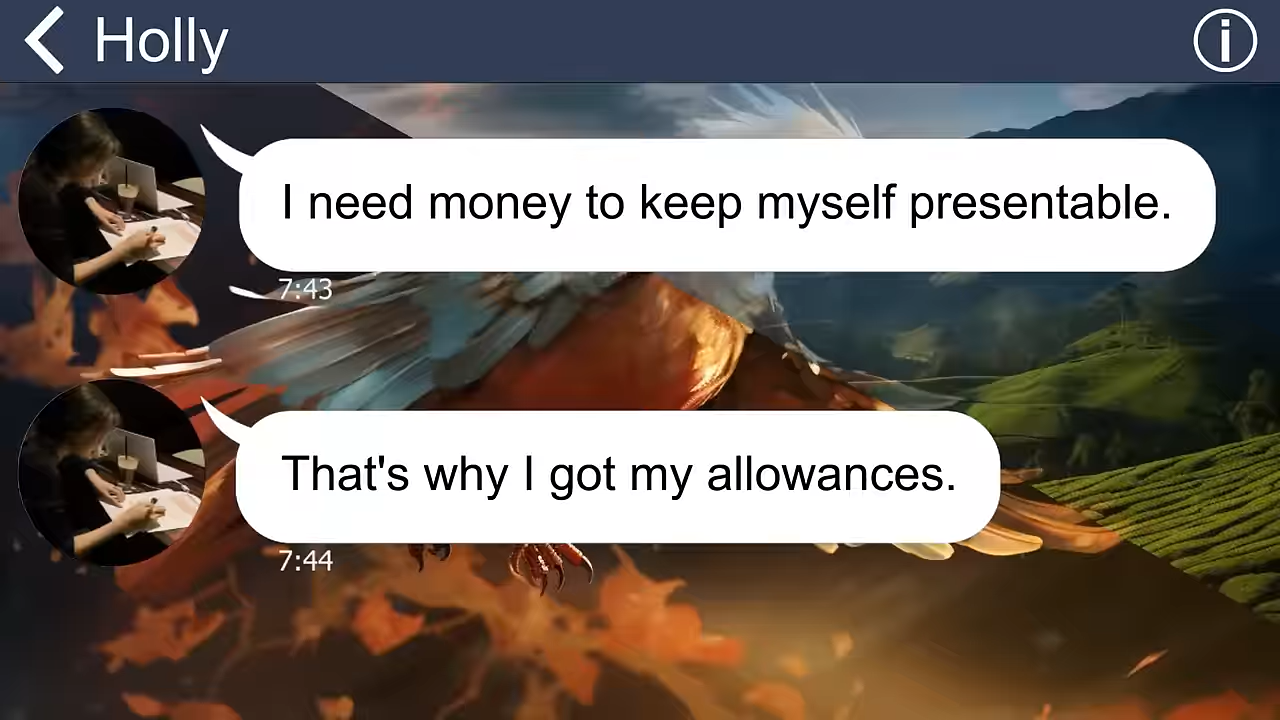 Holly
I need money to keep myself presentable.
7:43
That's why I got my allowances.
7:44